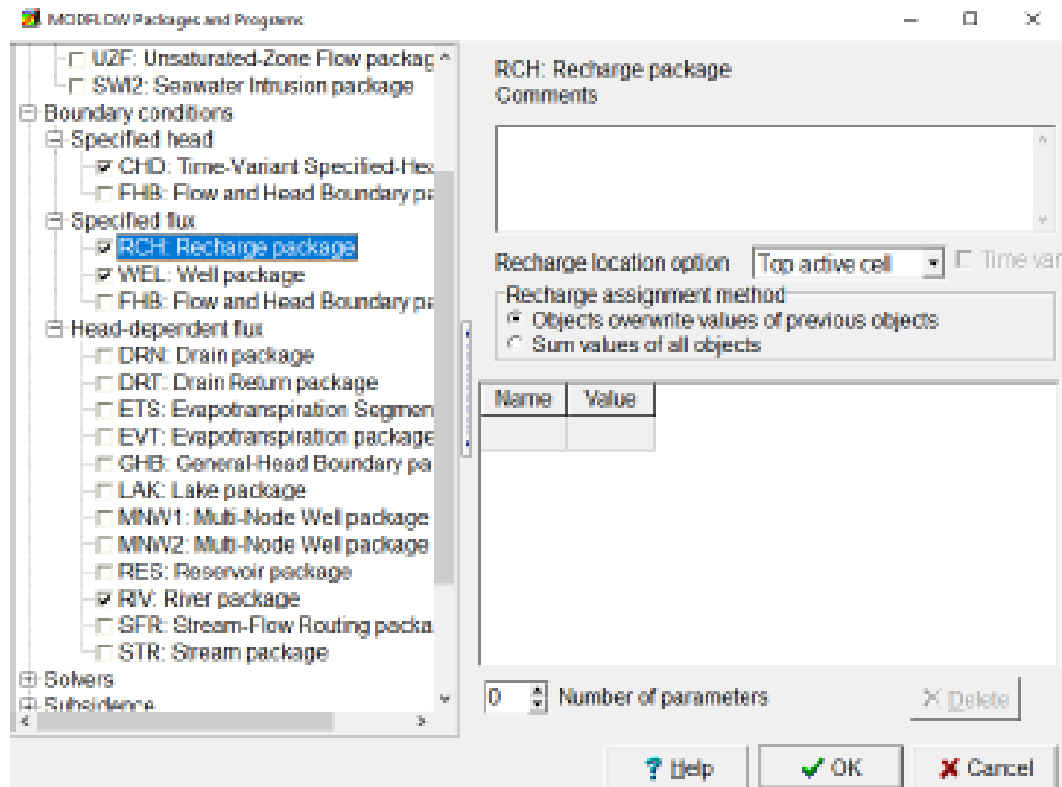 MODFLOW Packages and Programs
UZF: Unsaturated-Zone Flow packag
SWI2: Seawater Intrusion package
Boundary conditions
Specified head
CHD: Time-Variant Specified-Hea
FHB: Flow and Head Boundary pa
Specified flux
RCH: Recharge package
WEL: Well package
FHB: Flow and Head Boundary pa
Head-dependent flux
DRN: Drain package
DRT: Drain Return package
ETS: Evapotranspiration Segmen
EVT: Evapotranspiration package
GHB: General-Head Boundary pa
LAK: Lake package
MNW1: Multi-Node Well package
MNW2: Multi-Node Well package
RES: Reservoir package
RIV: River package
SFR: Stream-Flow Routing packa
STR: Stream package
Solvers
Subsidence
RCH: Recharge package
Comments
Recharge location option Top active cell Time var
Recharge assignment method
Objects overwrite values of previous objects
Sum values of all objects
Name Value
0 Number of parameters Delete
? Help OK Cancel